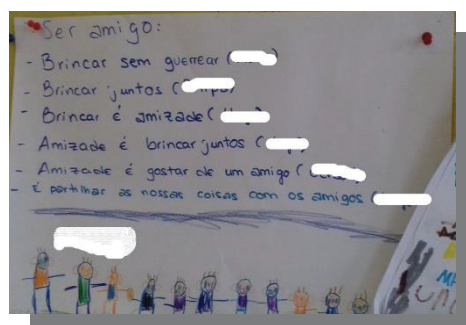 Ser amigo:
- Brincar sem guerrear (
- Brincar juntos (
- Brincar é amizade (
- Amizade é brincar juntos (
- Amizade é gostar de um amigo (
- É partilhar as nossas coisas com os amigos (